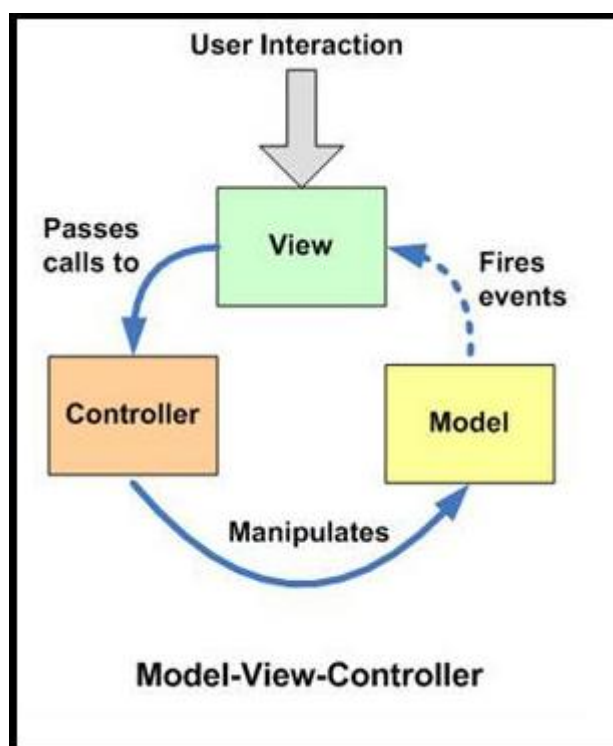 User Interaction
View
Passes
calls to
Fires
events
Controller
Model
Manipulates
Model-View-Controller